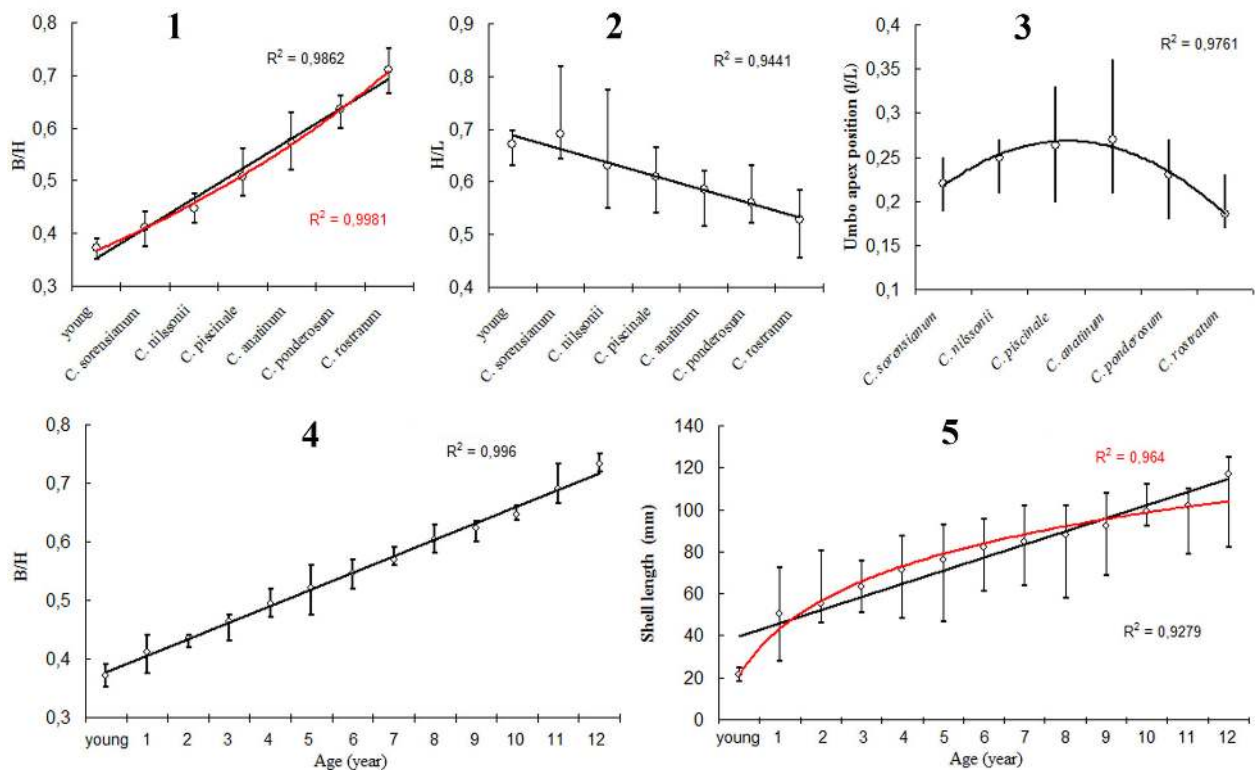 1
R² = 0,9862
R² = 0,9981
B/H
0,8
0,7
0,6
0,5
0,4
0,3
young
C. sorensianum
C. nilssonii
C. piscinale
C. anatinum
C. ponderosum
C. rostratum
2
R² = 0,9441
H/L
0,9
0,8
0,7
0,6
0,5
0,4
young
C. sorensianum
C. nilssonii
C. piscinale
C. anatinum
C. ponderosum
C. rostratum
3
R² = 0,9761
Umbo apex position (l/L)
0,4
0,35
0,3
0,25
0,2
0,15
0,1
C. sorensianum
C. nilssonii
C. piscinale
C. anatinum
C. ponderosum
C. rostratum
4
R² = 0,996
B/H
0,8
0,7
0,6
0,5
0,4
0,3
young 1 2 3 4 5 6 7 8 9 10 11 12
Age (year)
5
R² = 0,964
R² = 0,9279
Shell length (mm)
140
120
100
80
60
40
20
0
young 1 2 3 4 5 6 7 8 9 10 11 12
Age (year)